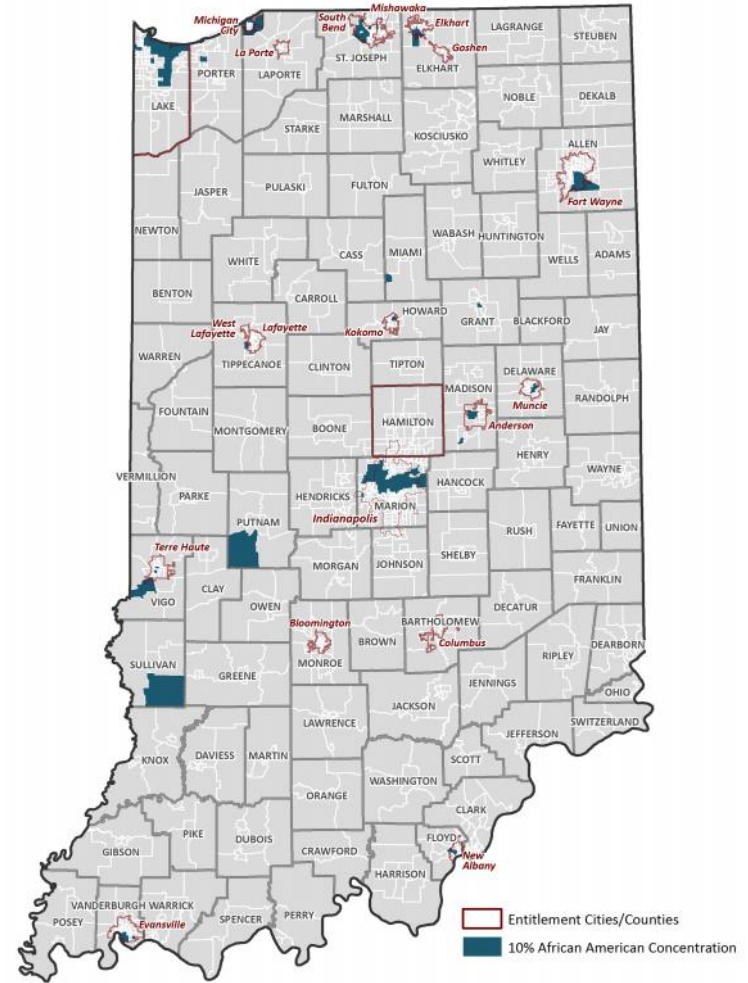 Mishawaka
Michigan
City
South
Bend
Elkhart
LAGRANGE
STEUBEN
La Porte
Goshen
PORTER
LAPORTE
ST. JOSEPH
ELKHART
LAKE
NOBLE
DEKALB
MARSHALL
STARKE
KOSCIUSKO
ALLEN
WHITLEY
JASPER
PULASKI
FULTON
Fort Wayne
NEWTON
WABASH
HUNTINGTON
WHITE
CASS
MIAMI
WELLS
ADAMS
BENTON
CARROLL
HOWARD
West
Lafayette
Lafayette
Kokomo
GRANT
BLACKFORD
JAY
WARREN
TIPPECANOE
CLINTON
TIPTON
DELAWARE
MADISON
RANDOLPH
FOUNTAIN
Muncie
MONTGOMERY
BOONE
HAMILTON
Anderson
HENRY
VERMILLION
PARKE
HENDRICKS
HANCOCK
WAYNE
MARION
Indianapolis
PUTNAM
RUSH
FAYETTE
UNION
Terre Haute
MORGAN
JOHNSON
SHELBY
VIGO
CLAY
OWEN
FRANKLIN
DECATUR
Bloomington
BARTHOLOMEW
BROWN
Columbus
DEARBORN
RIPLEY
SULLIVAN
GREENE
MONROE
JENNINGS
OHIO
JACKSON
SWITZERLAND
LAWRENCE
JEFFERSON
KNOX
DAVIESS
MARTIN
SCOTT
WASHINGTON
ORANGE
CLARK
PIKE
DUBOIS
GIBSON
CRAWFORD
FLOYD
New
Albany
HARRISON
VANDERBURGH
WARRICK
POSEY
Evansville
SPENCER
PERRY
Entitlement Cities/Counties
10% African American Concentration